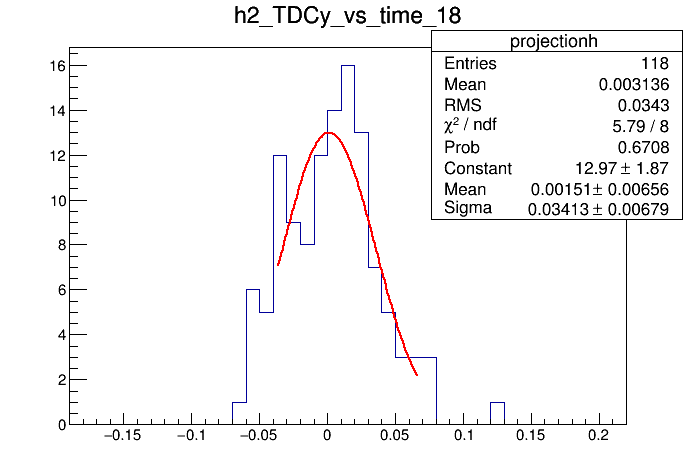 h2_TDCy_vs_time_18
projectionh
Entries 118
Mean 0.003136
RMS 0.0343
χ² / ndf 5.79 / 8
Prob 0.6708
Constant 12.97 ± 1.87
Mean 0.00151± 0.00656
Sigma 0.03413± 0.00679
16
14
12
10
8
6
4
2
0
−0.15 −0.1 −0.05 0 0.05 0.1 0.15 0.2